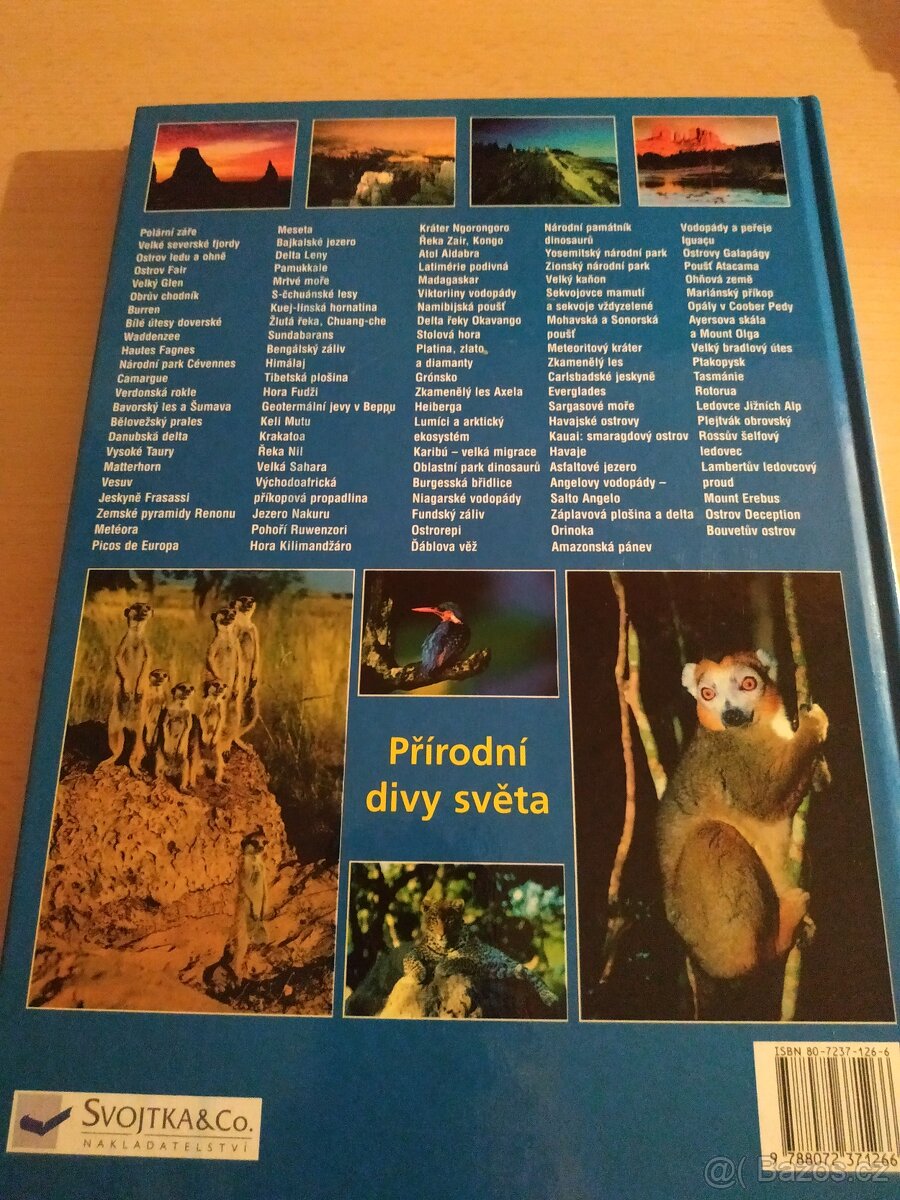 Polární záře
Velké severské fjordy
Ostrov ledu a ohně
Ostrov Fair
Velký Glen
Obrův chodník
Burren
Bílé útesy doverské
Waddenzee
Hautes Fagnes
Národní park Cévennes
Camargue
Verdonská rokle
Bavorský les a Šumava
Bělovežský prales
Danubská delta
Vysoké Taury
Matterhorn
Vesuv
Jeskyně Frasassi
Zemské pyramidy Renonu
Metéora
Picos de Europa
Meseta
Bajkalské jezero
Delta Leny
Pamukkale
Mrtvé moře
S-čchuánské lesy
Kuej-linská hornatina
Žlutá řeka, Chuang-che
Sundabarans
Bengálský záliv
Himálaj
Tibetská plošina
Hora Fudži
Geotermální jevy v Beppu
Keli Mutu
Krakatoa
Řeka Nil
Velká Sahara
Východoafrická
příkopová propadlina
Jezero Nakuru
Pohoří Ruwenzori
Hora Kilimandžáro
Kráter Ngorongoro
Řeka Zair, Kongo
Atol Aldabra
Latimérie podivná
Madagaskar
Viktoriiny vodopády
Namibijská poušť
Delta řeky Okavango
Stolová hora
Platina, zlato
a diamanty
Grónsko
Zkamenělý les Axela
Heiberga
Lumíci a arktický
ekosystém
Karibú – velká migrace
Oblastní park dinosaurů
Burgesská břidlice
Niagarské vodopády
Fundský záliv
Ostrorepi
Ďáblova věž
Národní památník
dinosaurů
Yosemitský národní park
Zionský národní park
Velký kaňon
Sekvojovce mamutí
a sekvoje vždyzelené
Mohavská a Sonorská
poušť
Meteoritový kráter
Zkamenělý les
Carlsbadské jeskyně
Everglades
Sargasové moře
Havajské ostrovy
Kauai: smaragdový ostrov
Havaje
Asfaltové jezero
Angelovy vodopády –
Salto Angelo
Záplavová plošina a delta
Orinoka
Amazonská pánev
Vodopády a peřeje
Iguaçu
Ostrovy Galapágy
Poušť Atacama
Ohňová země
Mariánský příkop
Opály v Coober Pedy
Ayersova skála
a Mount Olga
Velký bradlový útes
Ptakopysk
Tasmánie
Rotorua
Ledovce Jižních Alp
Plejtvák obrovský
Rossův šelfový
ledovec
Lambertův ledovcový
proud
Mount Erebus
Ostrov Deception
Bouvetův ostrov
Přírodní
divy světa
SVOJTKA&CO.
NAKLADATELSTVÍ
ISBN 80-7237-126-6
9 788072 371266
@ Bazoš.cz